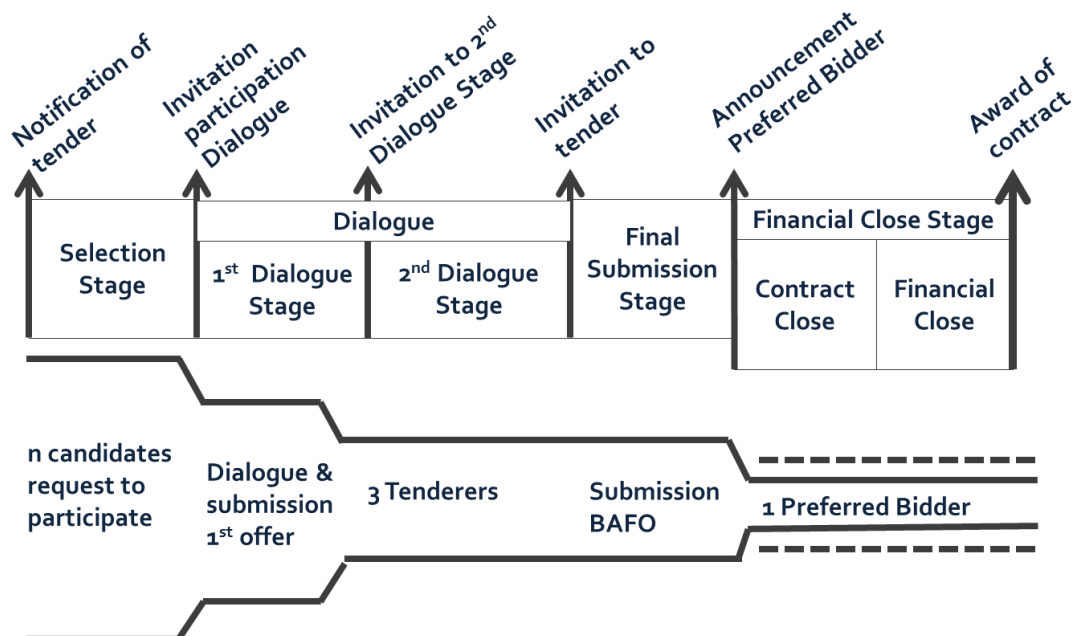 Notification of
tender
Invitation
participation
Dialogue
Invitation to 2nd
Dialogue Stage
Invitation to
tender
Announcement
Preferred Bidder
Award of
contract
Selection
Stage
Dialogue
1st Dialogue
Stage
2nd Dialogue
Stage
Final
Submission
Stage
Financial Close Stage
Contract
Close
Financial
Close
n candidates
request to
participate
Dialogue &
submission
1st offer
3 Tenderers
Submission
BAFO
1 Preferred Bidder